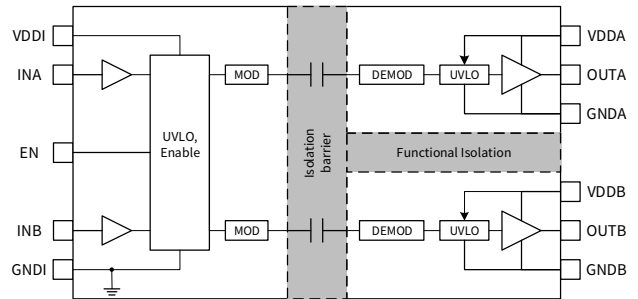 VDDI
VDDA
INA
MOD
DEMOD
UVLO
OUTA
GNDA
UVLO,
Enable
EN
Isolation
barrier
Functional Isolation
VDDB
INB
MOD
DEMOD
UVLO
OUTB
GNDI
GNDB